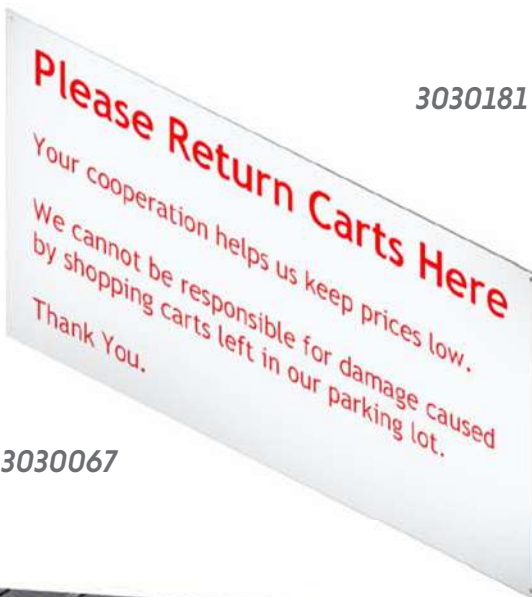 3030181
Please Return Carts Here
Your cooperation helps us keep prices low.
We cannot be responsible for damage caused
by shopping carts left in our parking lot.
Thank You.
3030067